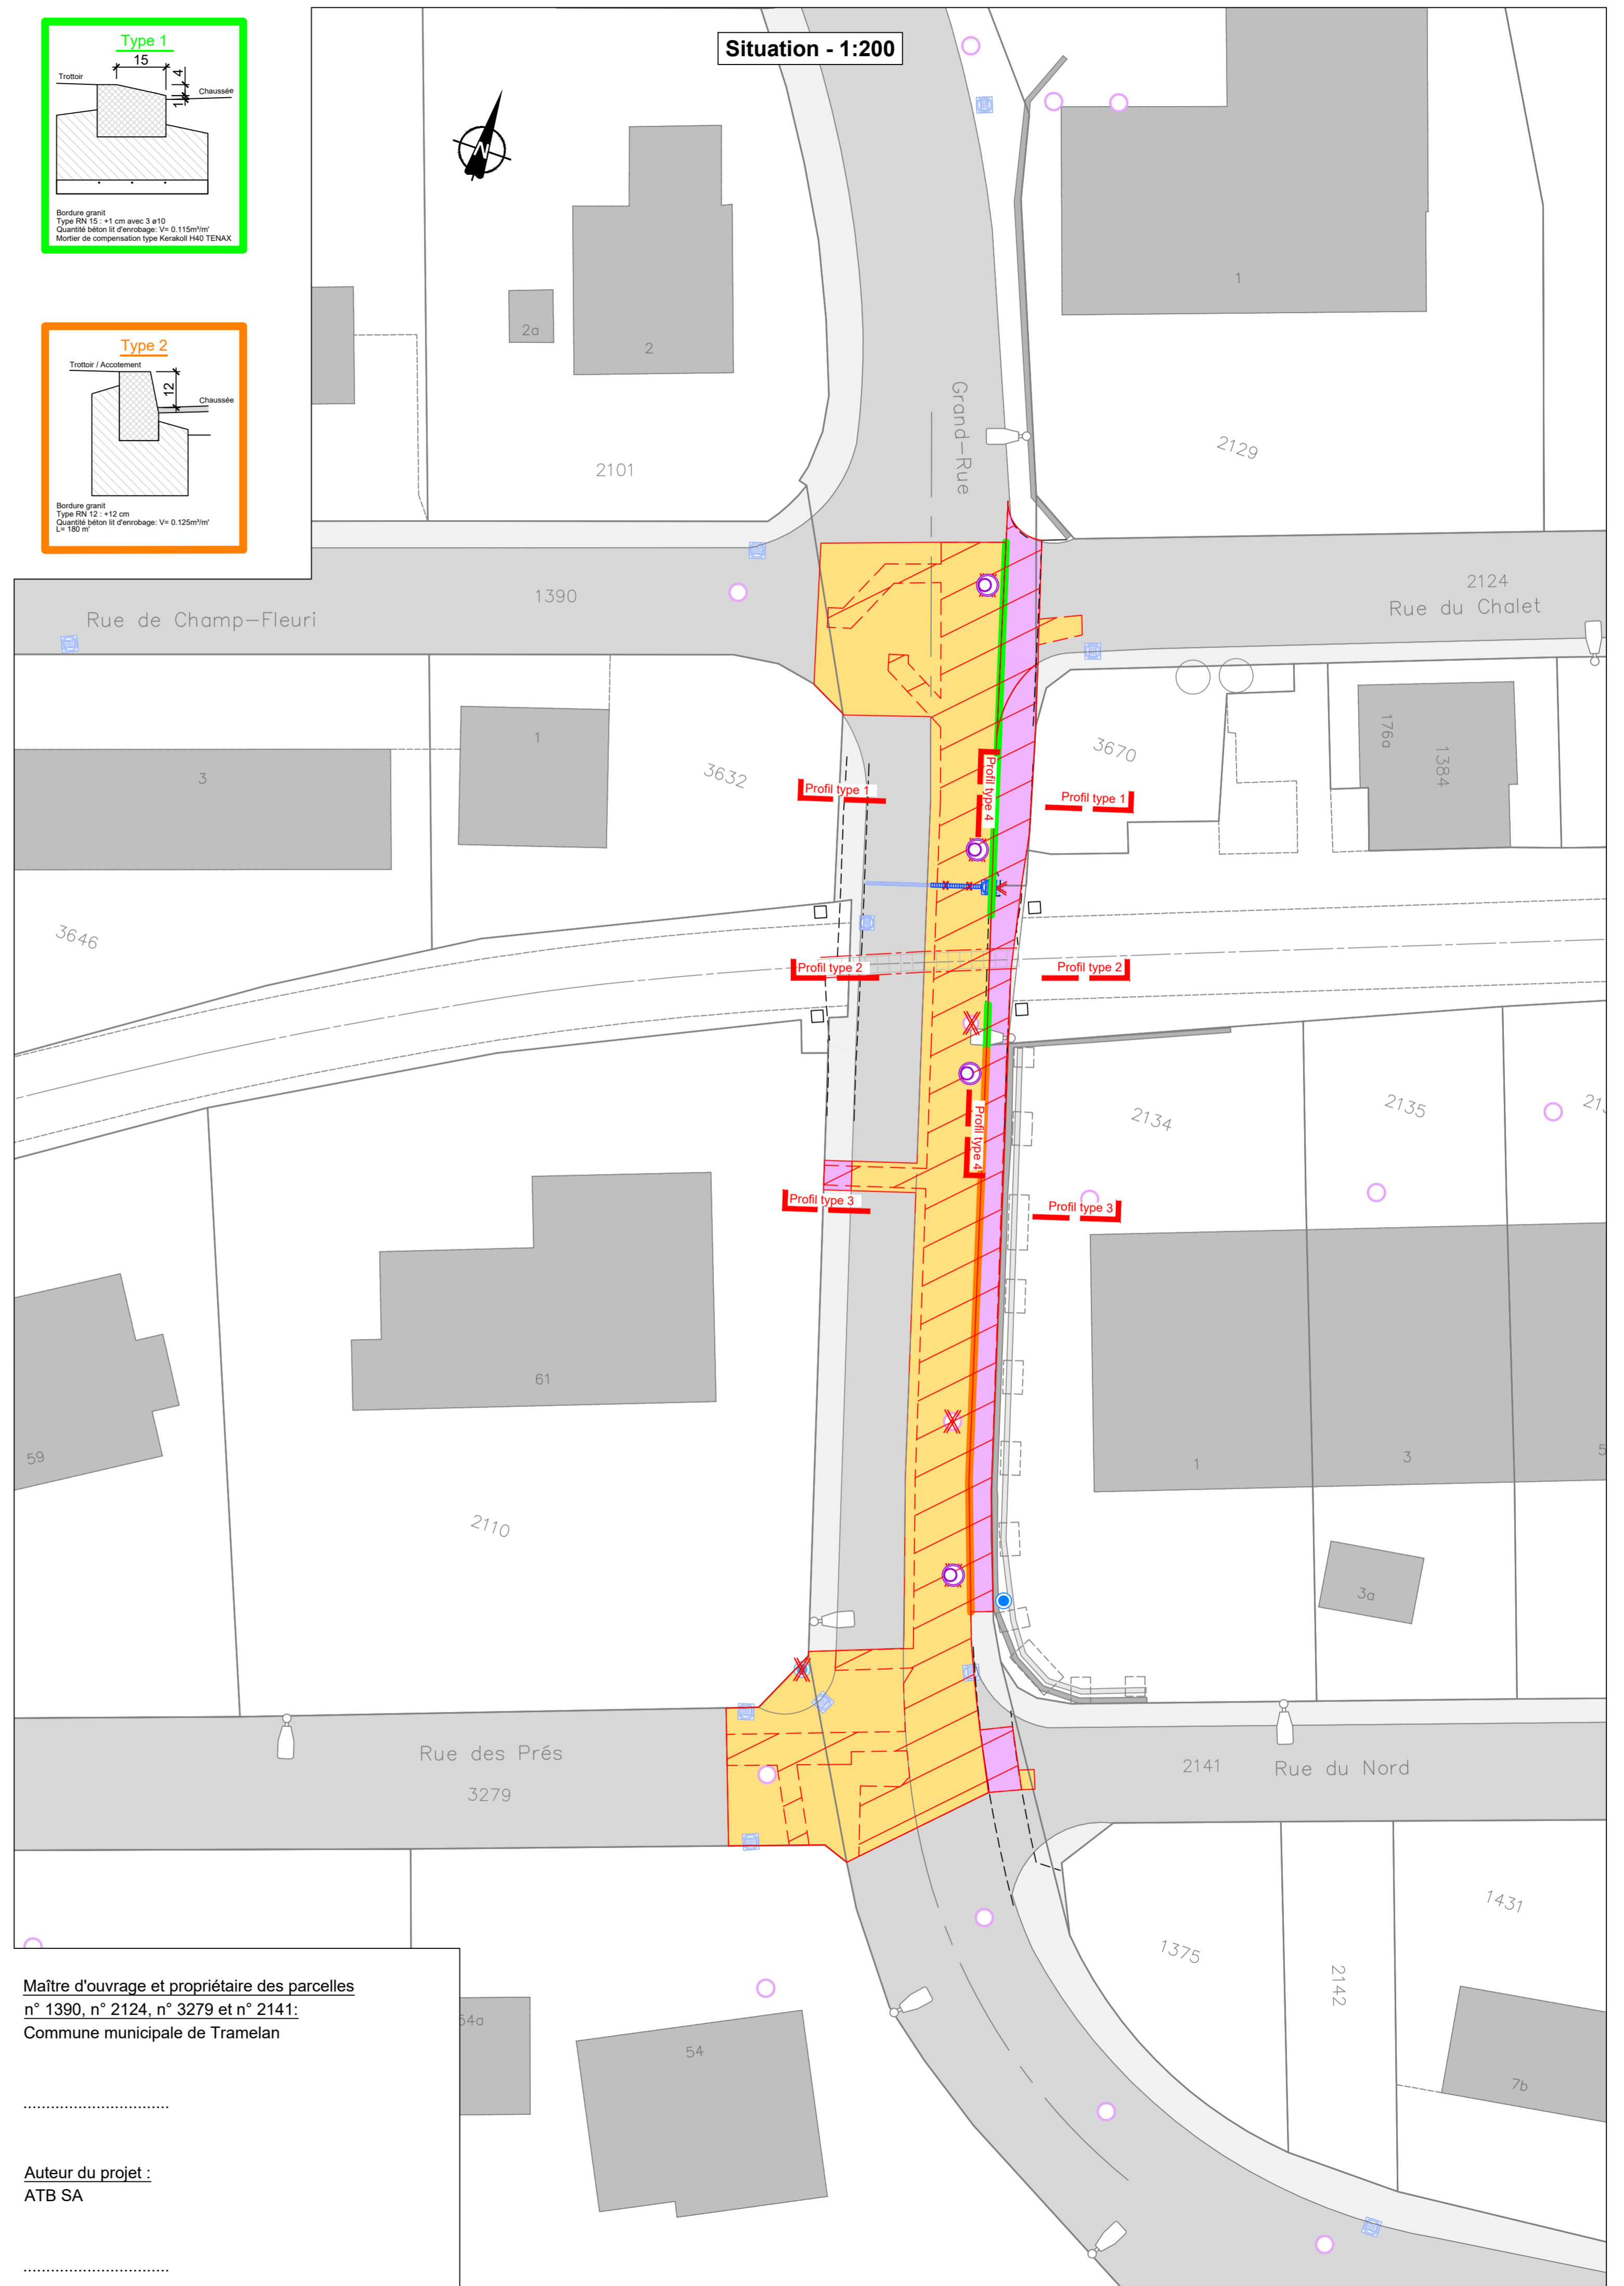 Situation - 1:200
Type 1
15
4
1
Trottoir
Chaussée
Bordure granit
Type RN 15 : +1 cm avec 3 ø10
Quantité béton lit d'enrobage: V= 0.115m³/m'
Mortier de compensation type Kerakoll H40 TENAX
Type 2
Trottoir / Accotement
12
Chaussée
Bordure granit
Type RN 12 : +12 cm
Quantité béton lit d'enrobage: V= 0.125m³/m'
L= 180 m'
N
2a
2
1
Grand-Rue
2101
2129
1390
Rue de Champ-Fleuri
2124
Rue du Chalet
3
1
3632
3670
176a
1384
Profil type 1
Profil type 4
Profil type 1
3646
Profil type 2
Profil type 2
2134
2135
Profil type 4
Profil type 3
Profil type 3
61
59
1
3
5
2110
3a
Rue des Prés
3279
2141
Rue du Nord
1431
1375
2142
54a
54
7b
Maître d'ouvrage et propriétaire des parcelles
n° 1390, n° 2124, n° 3279 et n° 2141:
Commune municipale de Tramelan
................................
Auteur du projet :
ATB SA
................................